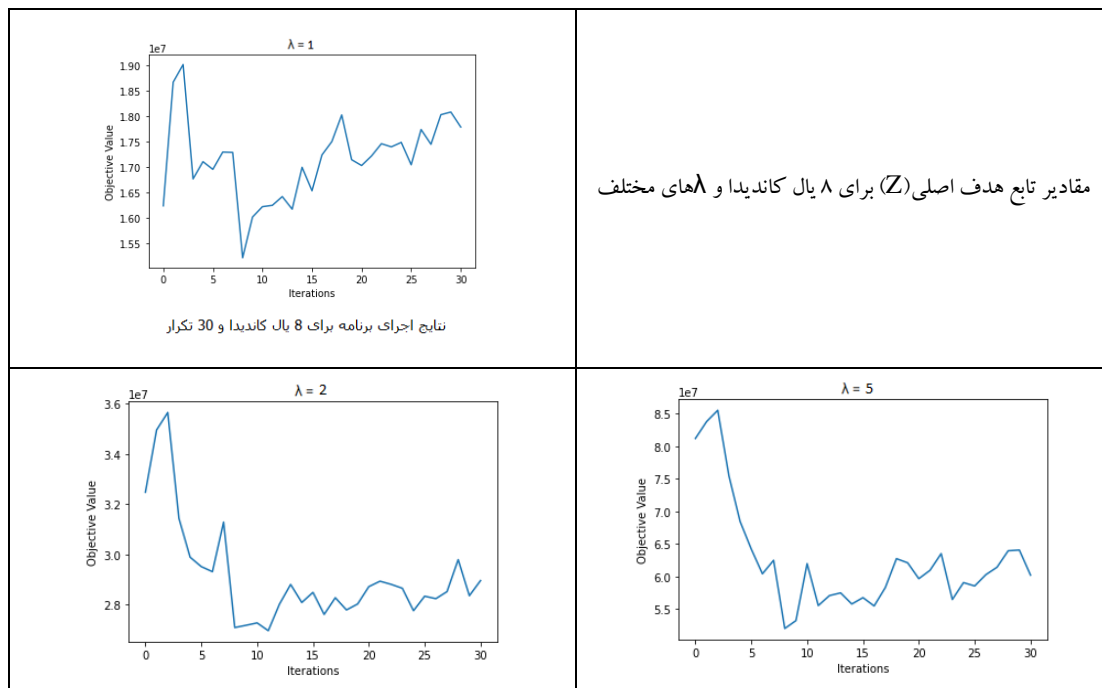 مقادیر تابع هدف اصلی(Z) برای ۸ یال کاندیدا و λهای مختلف
λ = 1
1e7
1.90
1.85
1.80
1.75
1.70
1.65
1.60
1.55
Objective Value
0 5 10 15 20 25 30
Iterations
نتایج اجرای برنامه برای 8 یال کاندیدا و 30 تکرار
λ = 5
1e7
8.5
8.0
7.5
7.0
6.5
6.0
5.5
Objective Value
0 5 10 15 20 25 30
Iterations
λ = 2
1e7
3.6
3.4
3.2
3.0
2.8
Objective Value
0 5 10 15 20 25 30
Iterations